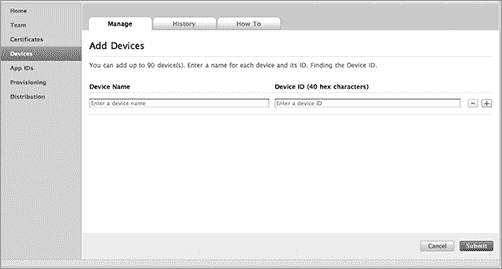 Home
Team
Certificates
Devices
App IDs
Provisioning
Distribution
Manage
History
How To
Add Devices
You can add up to 90 device(s). Enter a name for each device and its ID. Finding the Device ID.
Device Name
Device ID (40 hex characters)
Enter a device name
Enter a device ID
Cancel
Submit